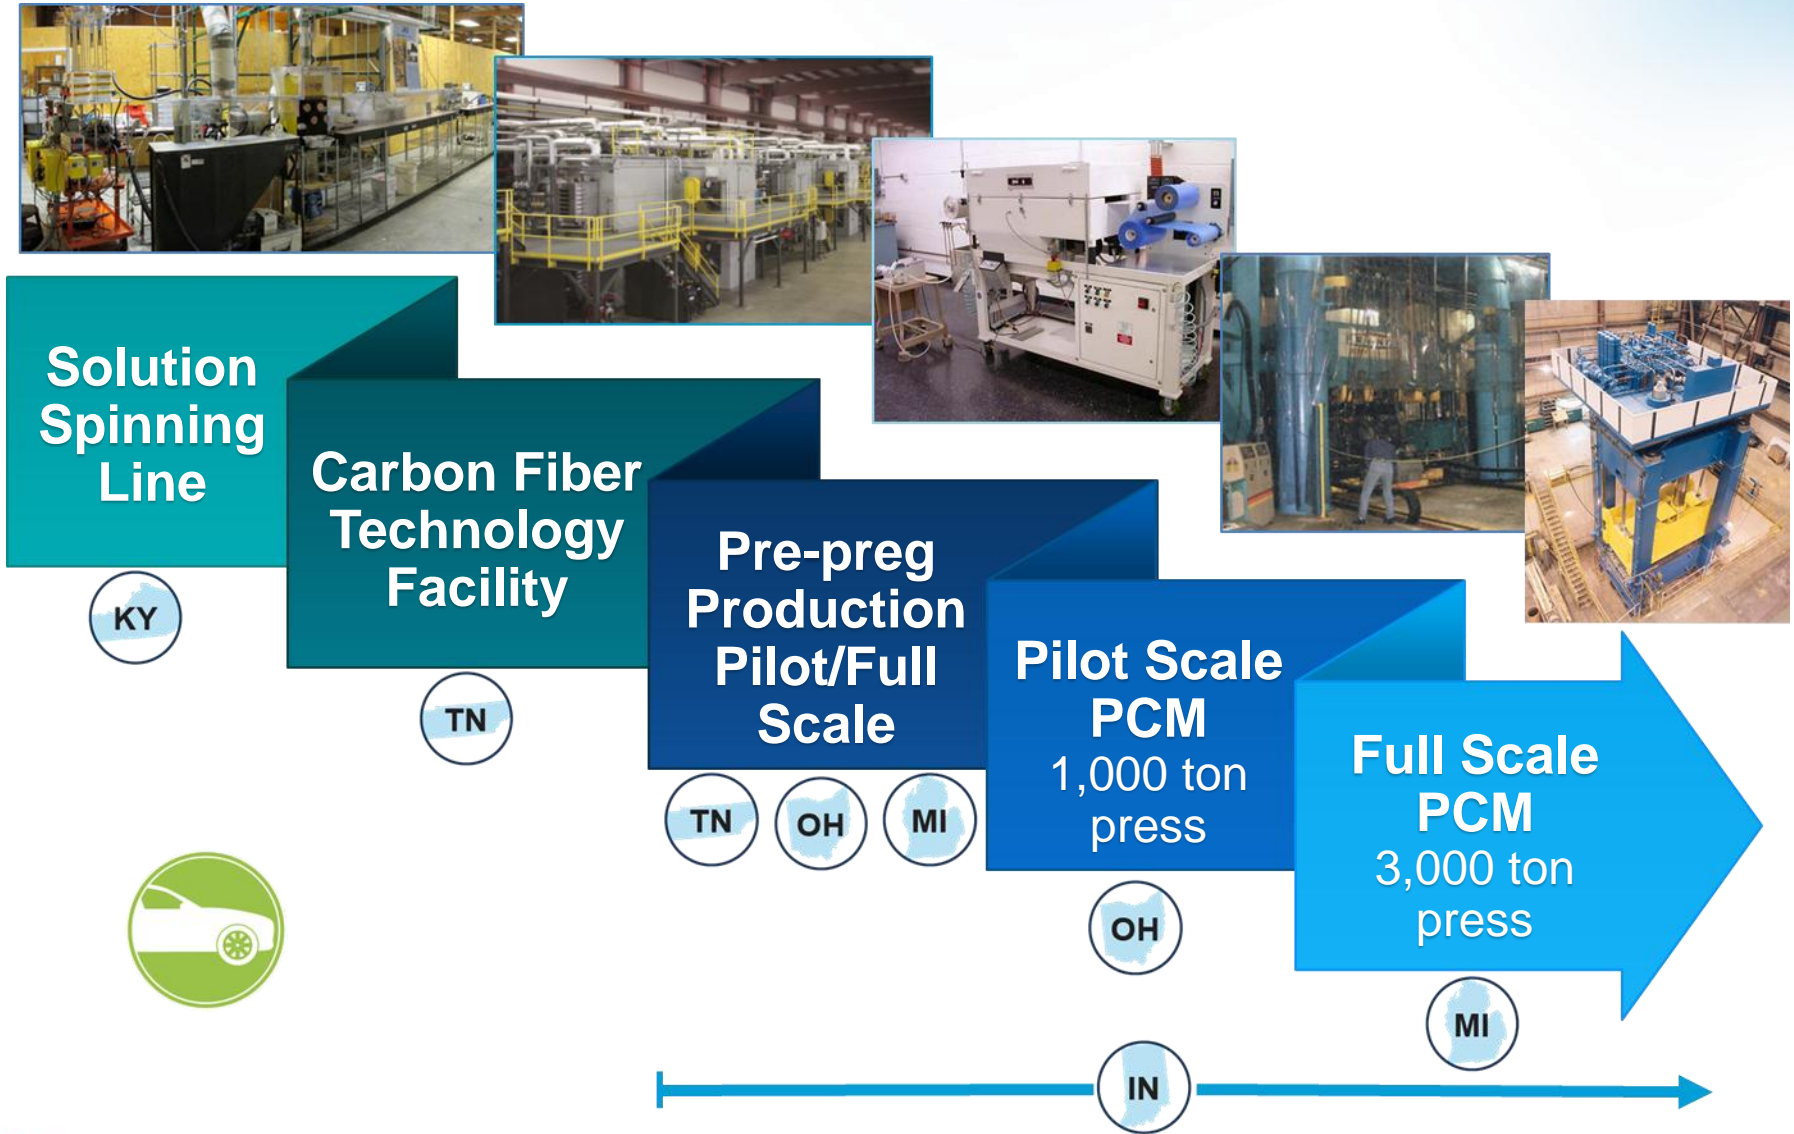 Solution
Spinning
Line
KY
Carbon Fiber
Technology
Facility
TN
Pre-preg
Production
Pilot/Full
Scale
TN
OH
MI
Pilot Scale
PCM
1,000 ton
press
OH
Full Scale
PCM
3,000 ton
press
MI
IN